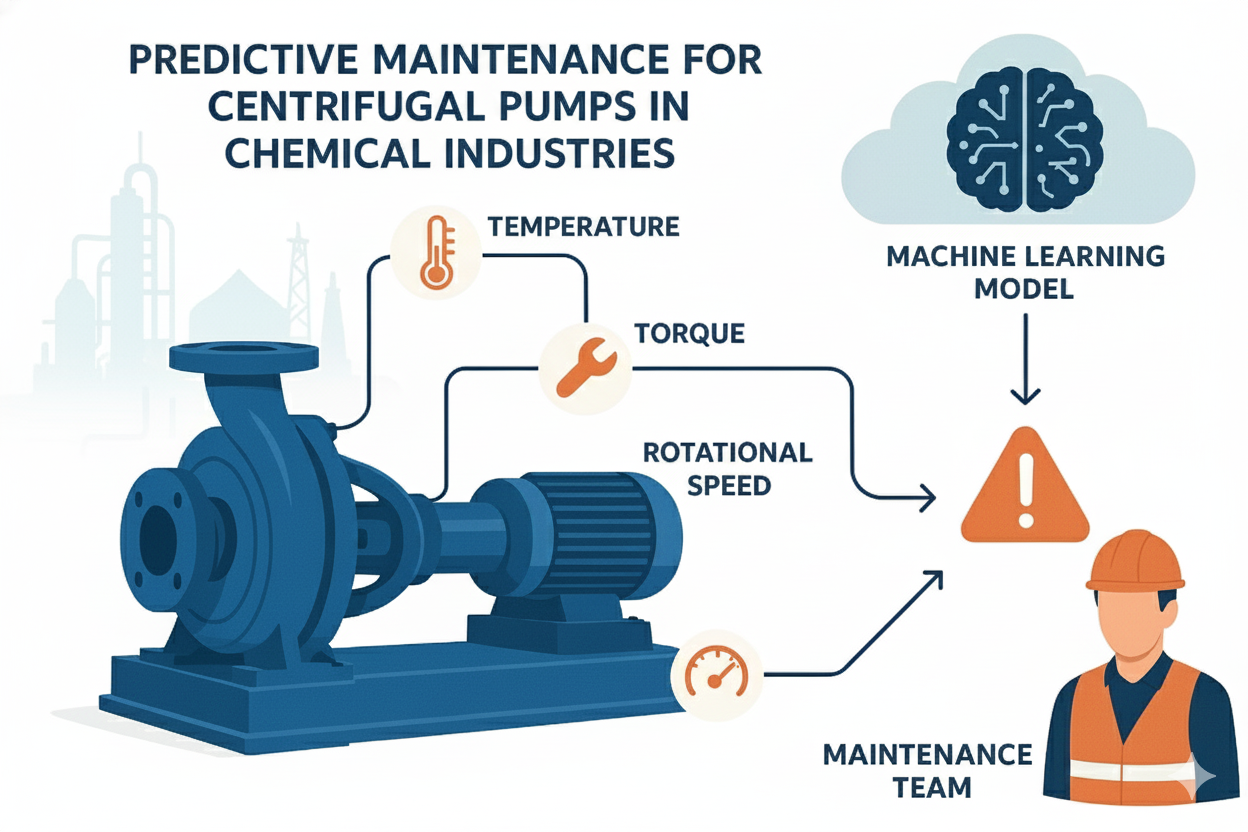 PREDICTIVE MAINTENANCE FOR
CENTRIFUGAL PUMPS IN
CHEMICAL INDUSTRIES
TEMPERATURE
MACHINE LEARNING
MODEL
TORQUE
ROTATIONAL
SPEED
MAINTENANCE
TEAM